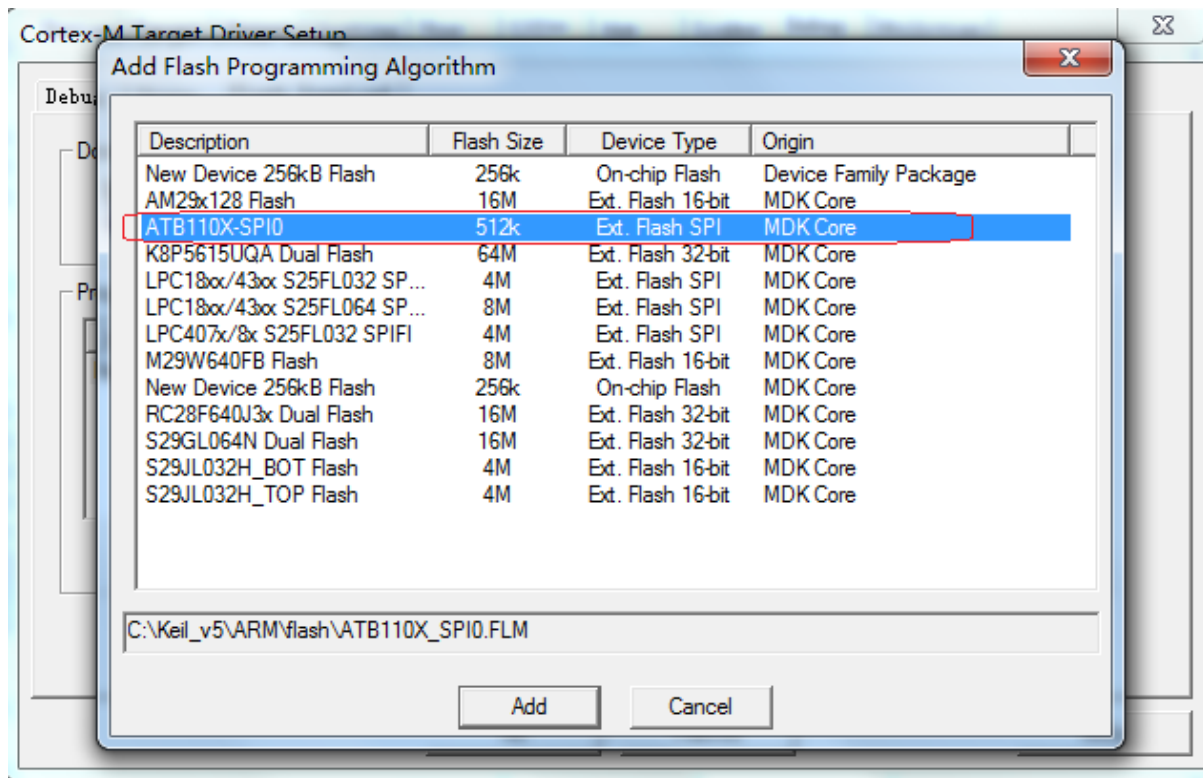 Cortex-M Target Driver Setup
Add Flash Programming Algorithm
Debu
Description Flash Size Device Type Origin
Do
New Device 256kB Flash 256k On-chip Flash Device Family Package
AM29x128 Flash 16M Ext. Flash 16-bit MDK Core
ATB110X-SPI0 512k Ext. Flash SPI MDK Core
K8P5615UQA Dual Flash 64M Ext. Flash 32-bit MDK Core
LPC18xx/43xx S25FL032 SP... 4M Ext. Flash SPI MDK Core
Pr
LPC18xx/43xx S25FL064 SP... 8M Ext. Flash SPI MDK Core
LPC407x/8x S25FL032 SPIFI 4M Ext. Flash SPI MDK Core
M29W640FB Flash 8M Ext. Flash 16-bit MDK Core
New Device 256kB Flash 256k On-chip Flash MDK Core
RC28F640J3x Dual Flash 16M Ext. Flash 32-bit MDK Core
S29GL064N Dual Flash 16M Ext. Flash 32-bit MDK Core
S29JL032H_BOT Flash 4M Ext. Flash 16-bit MDK Core
S29JL032H_TOP Flash 4M Ext. Flash 16-bit MDK Core
C:\Keil_v5\ARM\flash\ATB110X_SPI0.FLM
Add Cancel